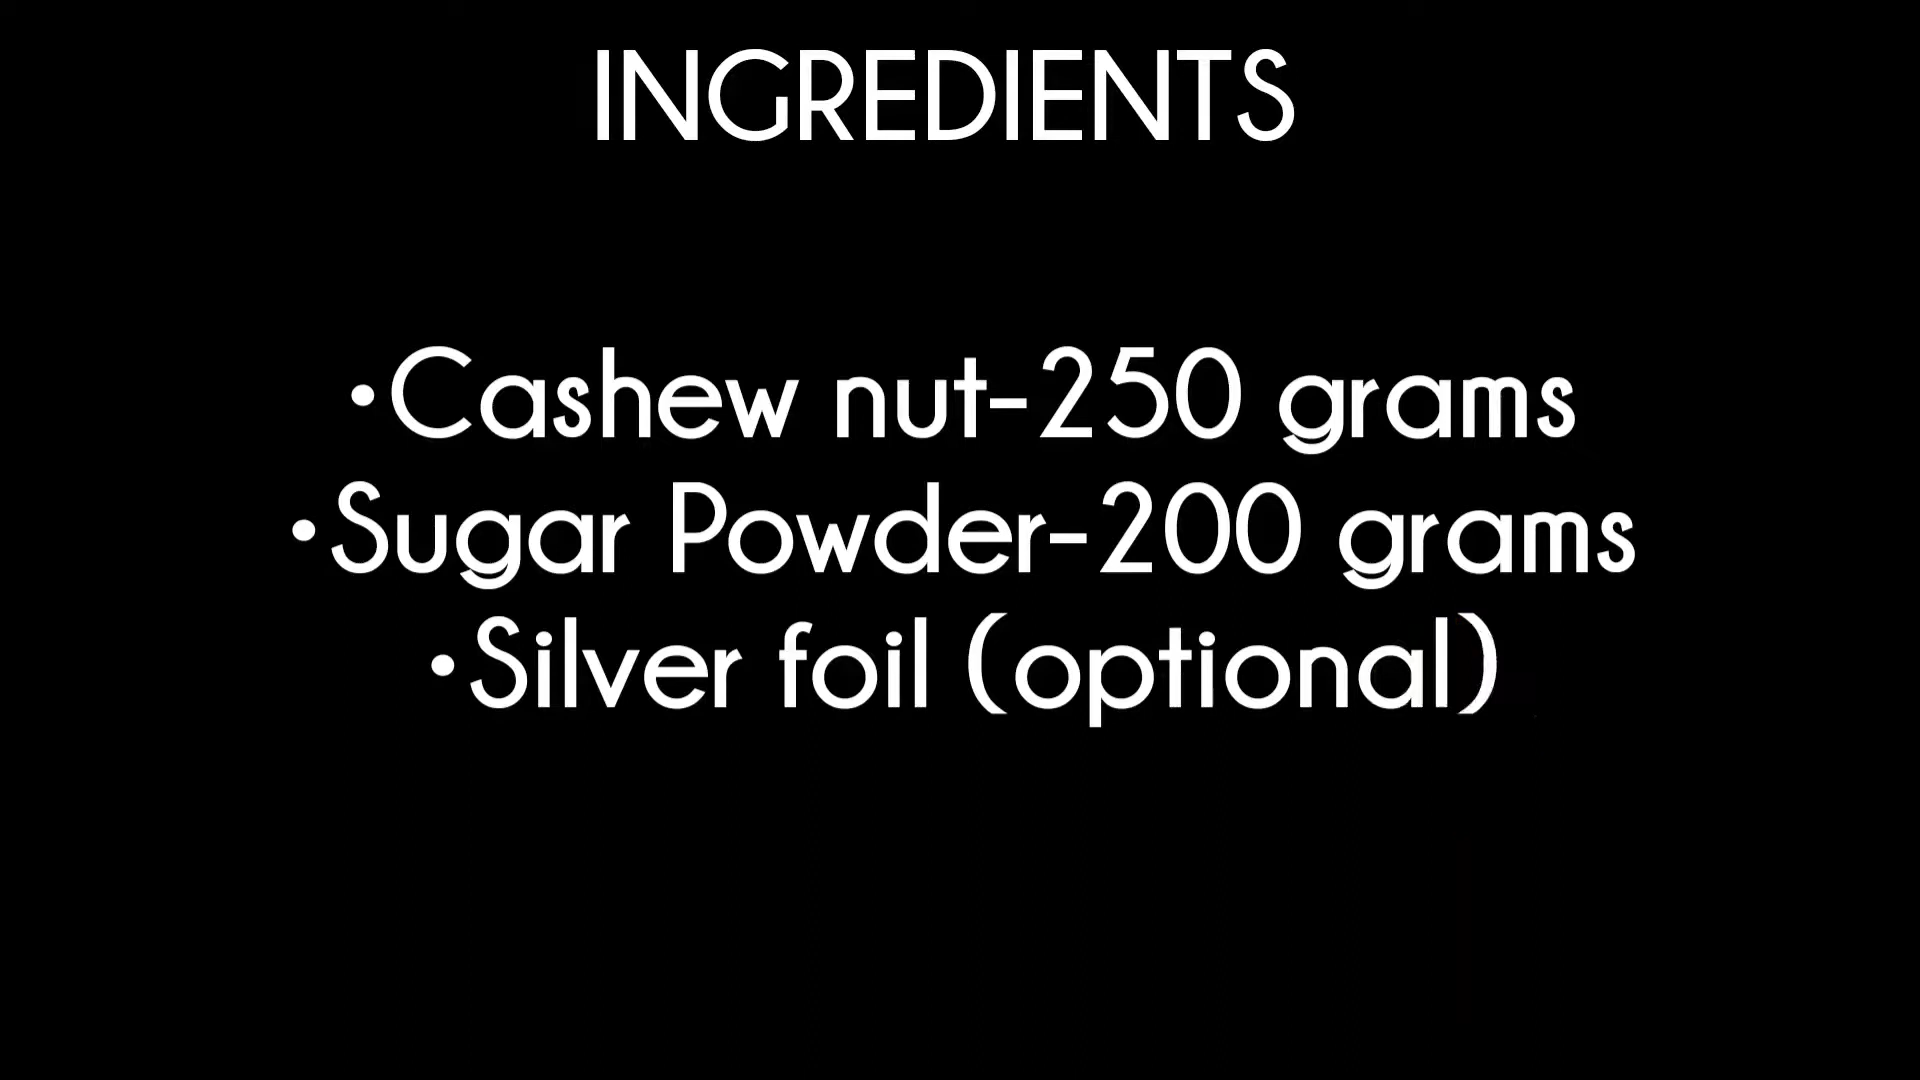 INGREDIENTS
•Cashew nut-250 grams
•Sugar Powder-200 grams
•Silver foil (optional)